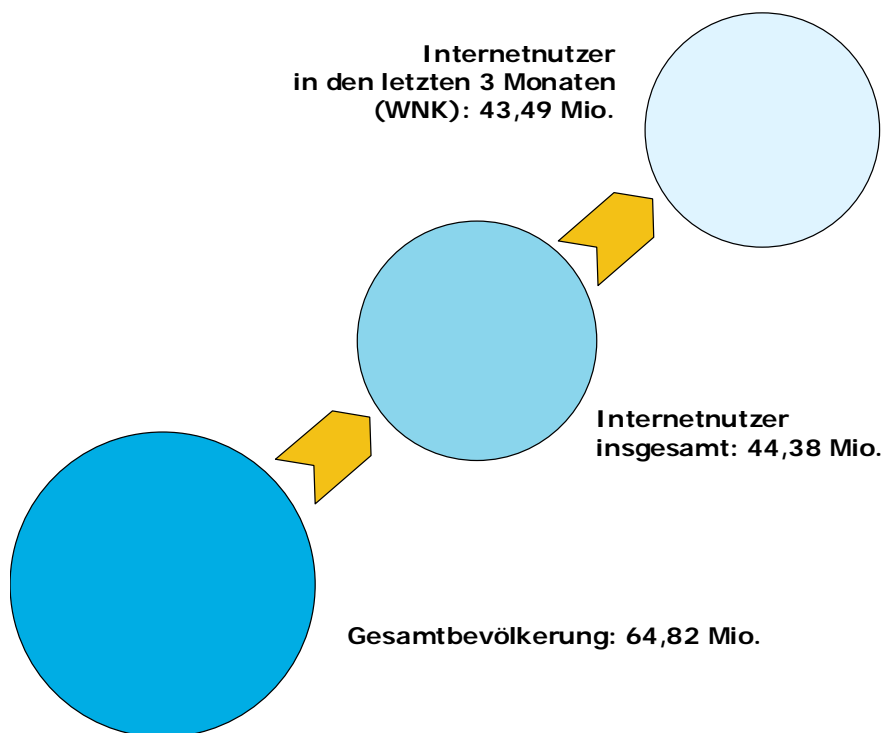 Internetnutzer
in den letzten 3 Monaten
(WNK): 43,49 Mio.
Internetnutzer
insgesamt: 44,38 Mio.
Gesamtbevölkerung: 64,82 Mio.